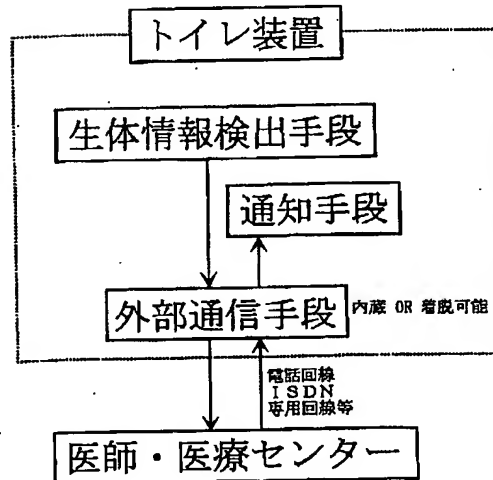 トイレ装置
生体情報検出手段
通知手段
外部通信手段
内蔵 OR 着脱可能
電話回線
ISDN
専用回線等
医師・医療センター